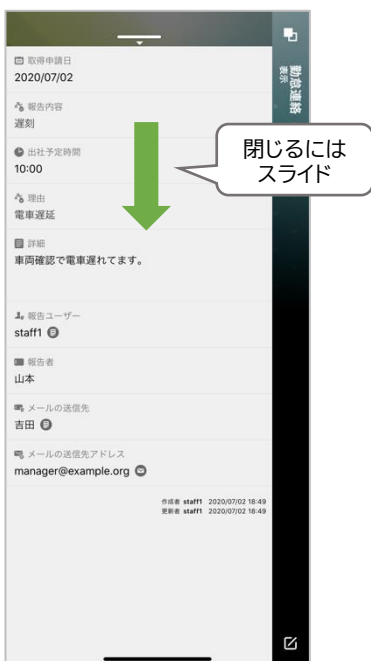 取得申請日
2020/07/02
報告内容
遅刻
出社予定時間
10:00
理由
電車遅延
詳細
車両確認で電車遅れてます。
報告ユーザー
staff1
報告者
山本
メールの送信先
吉田
メールの送信先アドレス
manager@example.org
作成者 staff1 2020/07/02 18:49
更新者 staff1 2020/07/02 18:49
勤怠連絡
表示
閉じるには
スライド